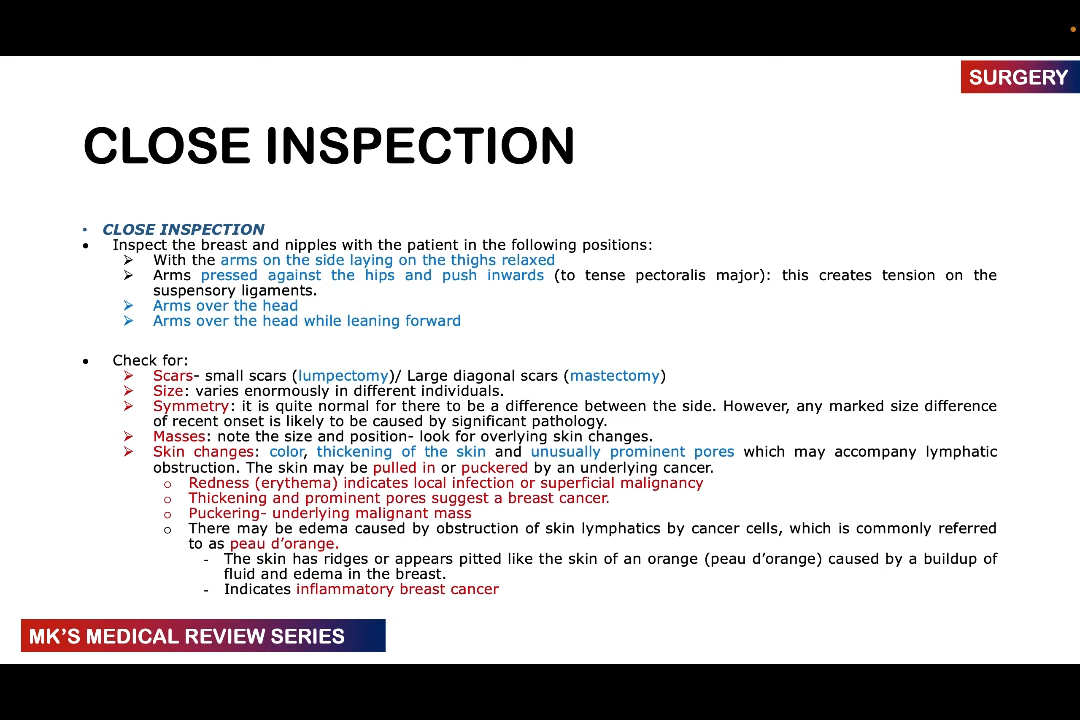 SURGERY
CLOSE INSPECTION
• CLOSE INSPECTION
• Inspect the breast and nipples with the patient in the following positions:
➢ With the arms on the side laying on the thighs relaxed
➢ Arms pressed against the hips and push inwards (to tense pectoralis major): this creates tension on the
suspensory ligaments.
➢ Arms over the head
➢ Arms over the head while leaning forward
• Check for:
➢ Scars- small scars (lumpectomy)/ Large diagonal scars (mastectomy)
➢ Size: varies enormously in different individuals.
➢ Symmetry: it is quite normal for there to be a difference between the side. However, any marked size difference
of recent onset is likely to be caused by significant pathology.
➢ Masses: note the size and position- look for overlying skin changes.
➢ Skin changes: color, thickening of the skin and unusually prominent pores which may accompany lymphatic
obstruction. The skin may be pulled in or puckered by an underlying cancer.
o Redness (erythema) indicates local infection or superficial malignancy
o Thickening and prominent pores suggest a breast cancer.
o Puckering- underlying malignant mass
o There may be edema caused by obstruction of skin lymphatics by cancer cells, which is commonly referred
to as peau d’orange.
- The skin has ridges or appears pitted like the skin of an orange (peau d’orange) caused by a buildup of
fluid and edema in the breast.
- Indicates inflammatory breast cancer
MK’S MEDICAL REVIEW SERIES